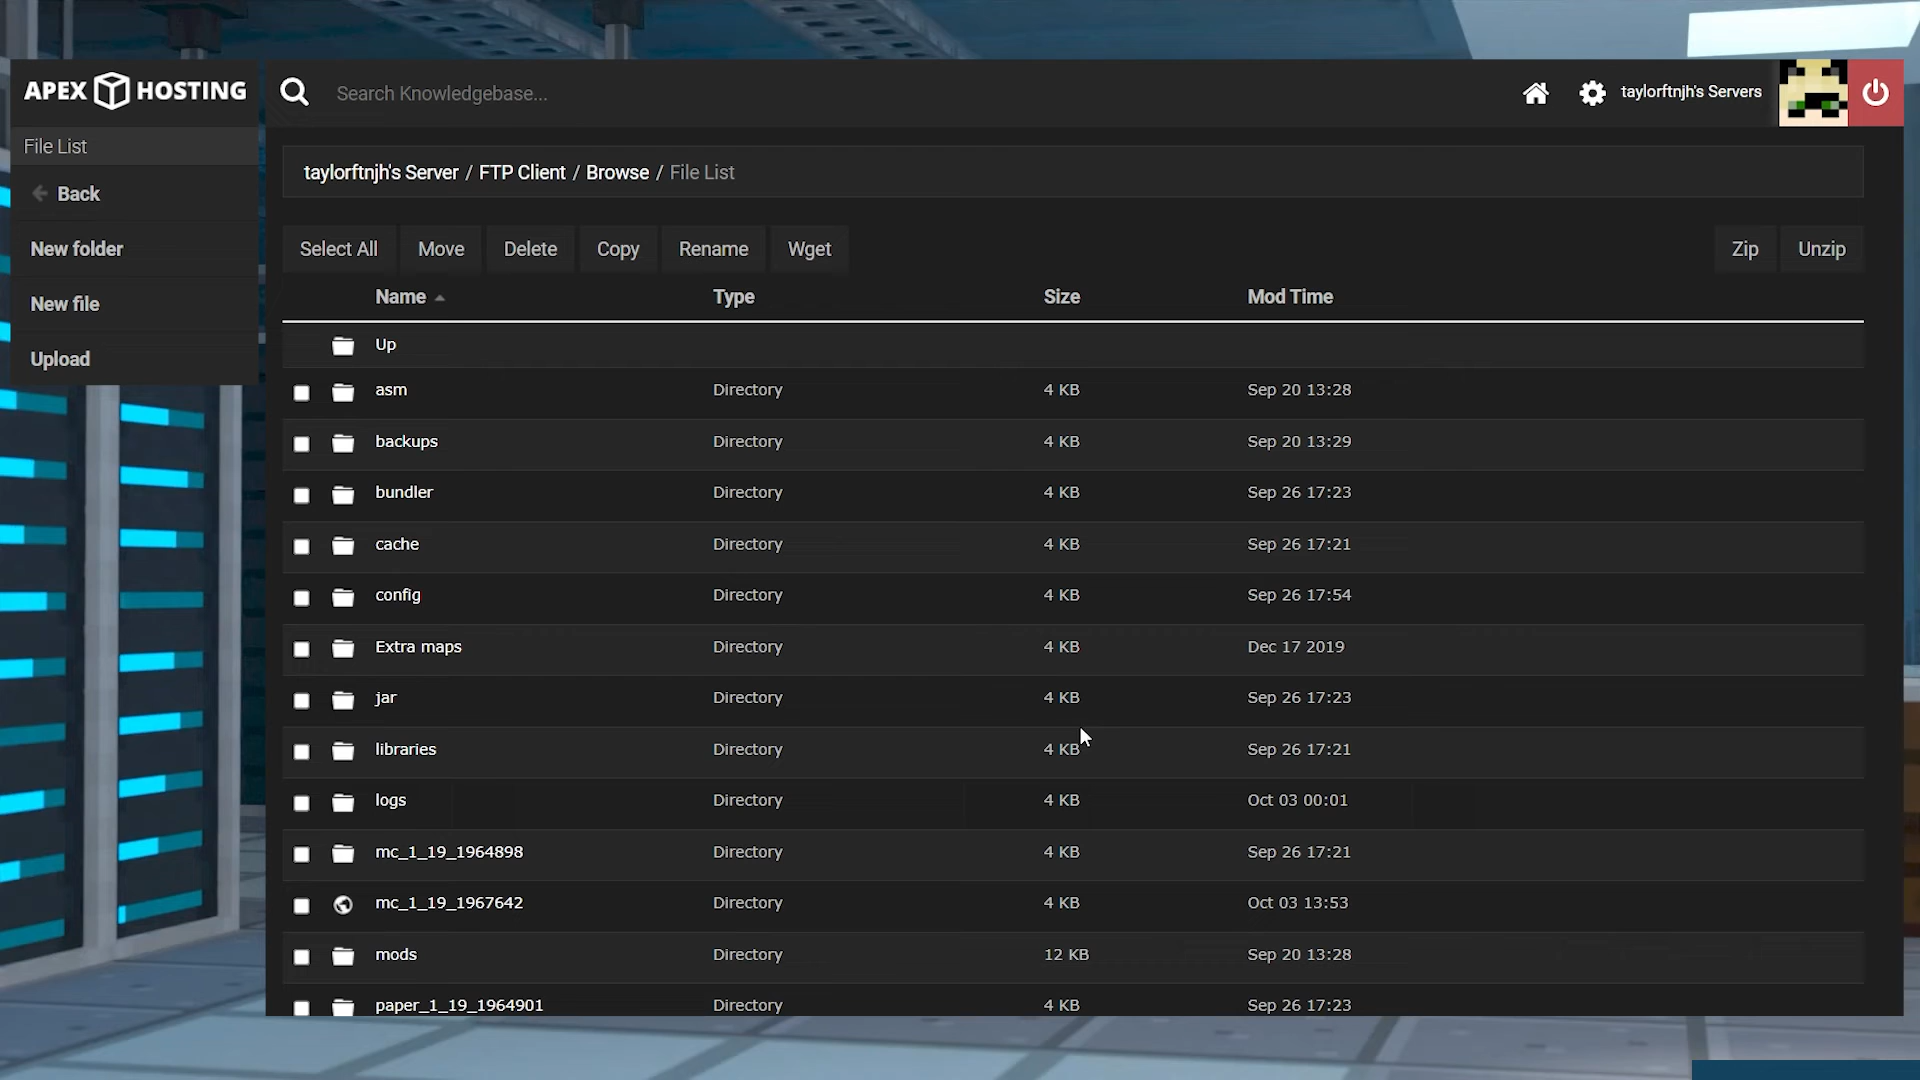 APEX HOSTING
Search Knowledgebase...
taylorftnjh's Servers
File List
Back
New folder
New file
Upload
taylorftnjh's Server / FTP Client / Browse / File List
Select All Move Delete Copy Rename Wget Zip Unzip
Name Type Size Mod Time
Up
asm Directory 4 KB Sep 20 13:28
backups Directory 4 KB Sep 20 13:29
bundler Directory 4 KB Sep 26 17:23
cache Directory 4 KB Sep 26 17:21
config Directory 4 KB Sep 26 17:54
Extra maps Directory 4 KB Dec 17 2019
jar Directory 4 KB Sep 26 17:23
libraries Directory 4 KB Sep 26 17:21
logs Directory 4 KB Oct 03 00:01
mc_1_19_1964898 Directory 4 KB Sep 26 17:21
mc_1_19_1967642 Directory 4 KB Oct 03 13:53
mods Directory 12 KB Sep 20 13:28
paper_1_19_1964901 Directory 4 KB Sep 26 17:23